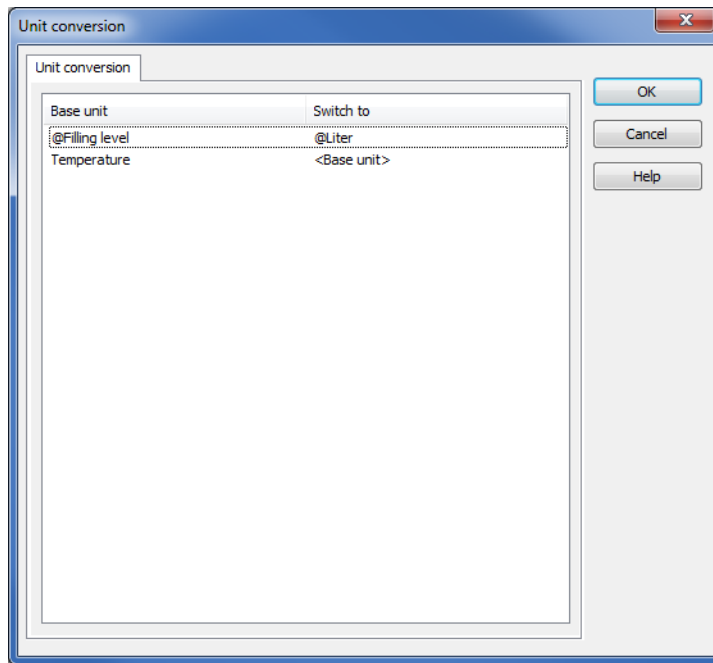 Unit conversion
Unit conversion
Base unit Switch to
@Filling level @Liter
Temperature <Base unit>
OK
Cancel
Help